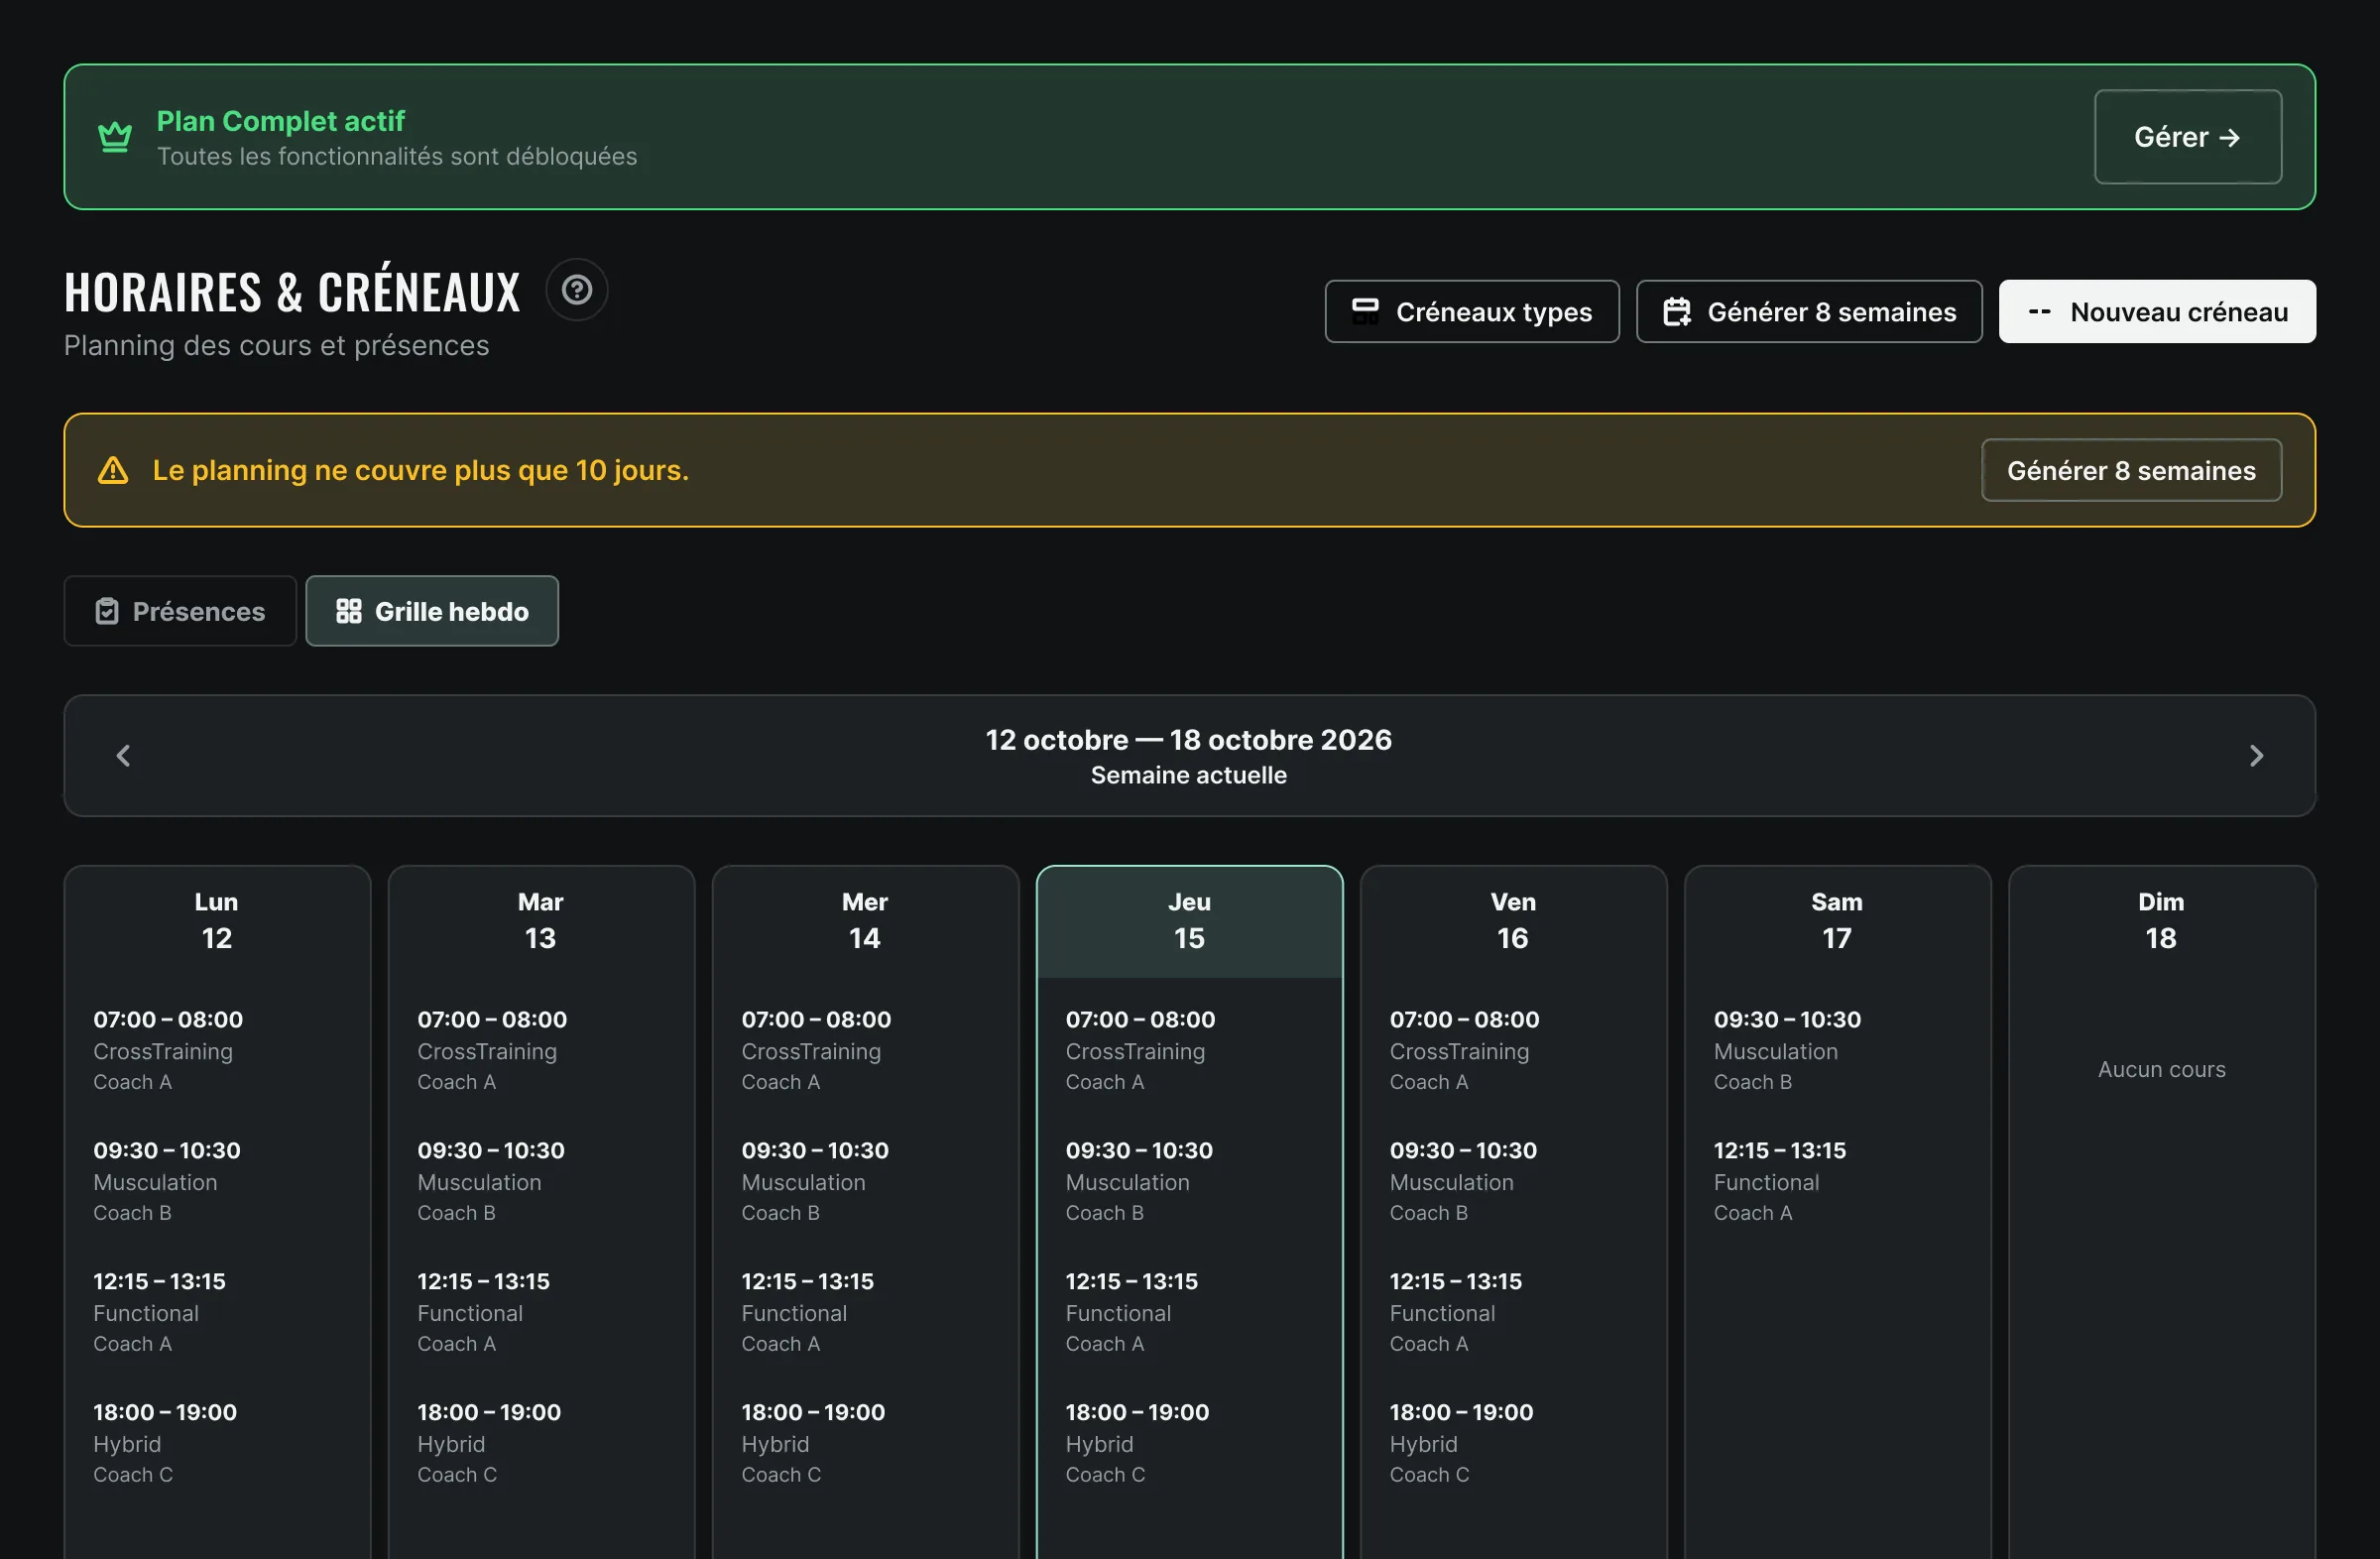 Plan Complet actif
Toutes les fonctionnalités sont débloquées
Gérer →
HORAIRES & CRÉNEAUX
Planning des cours et présences
Créneaux types
Générer 8 semaines
Nouveau créneau
Le planning ne couvre plus que 10 jours.
Générer 8 semaines
Présences
Grille hebdo
12 octobre — 18 octobre 2026
Semaine actuelle
Lun
12
07:00 – 08:00
CrossTraining
Coach A
09:30 – 10:30
Musculation
Coach B
12:15 – 13:15
Functional
Coach A
18:00 – 19:00
Hybrid
Coach C
Mar
13
07:00 – 08:00
CrossTraining
Coach A
09:30 – 10:30
Musculation
Coach B
12:15 – 13:15
Functional
Coach A
18:00 – 19:00
Hybrid
Coach C
Mer
14
07:00 – 08:00
CrossTraining
Coach A
09:30 – 10:30
Musculation
Coach B
12:15 – 13:15
Functional
Coach A
18:00 – 19:00
Hybrid
Coach C
Jeu
15
07:00 – 08:00
CrossTraining
Coach A
09:30 – 10:30
Musculation
Coach B
12:15 – 13:15
Functional
Coach A
18:00 – 19:00
Hybrid
Coach C
Ven
16
07:00 – 08:00
CrossTraining
Coach A
09:30 – 10:30
Musculation
Coach B
12:15 – 13:15
Functional
Coach A
18:00 – 19:00
Hybrid
Coach C
Sam
17
09:30 – 10:30
Musculation
Coach B
12:15 – 13:15
Functional
Coach A
Dim
18
Aucun cours